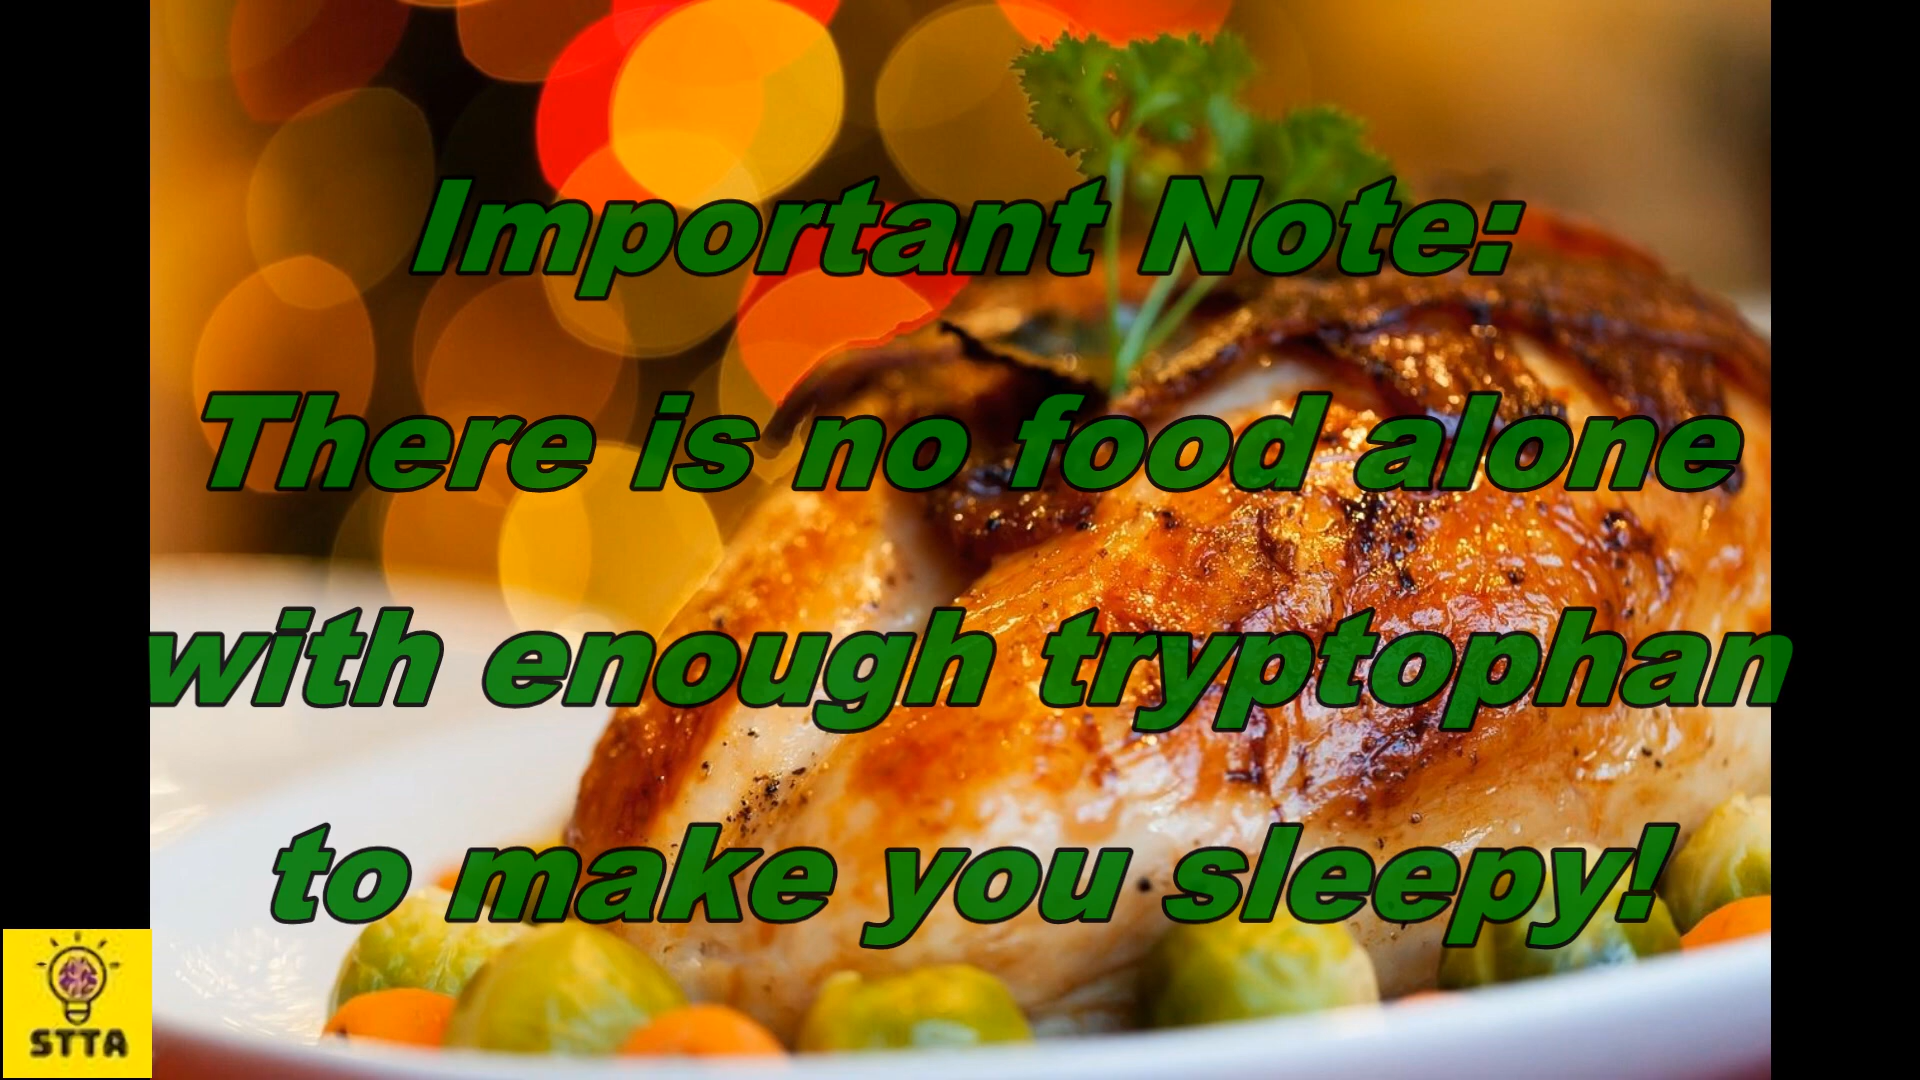 Important Note:
There is no food alone
with enough tryptophan
to make you sleepy!
STTA